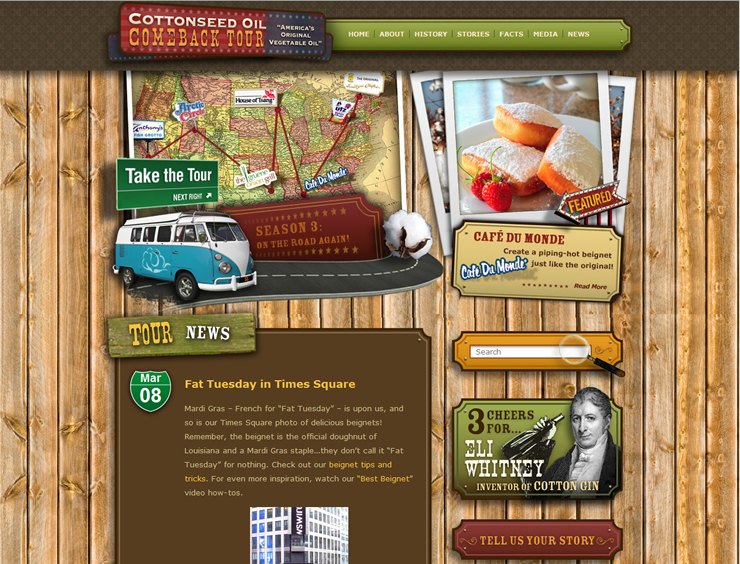 COTTONSEED OIL
COMEBACK TOUR
"AMERICA'S
ORIGINAL
VEGETABLE OIL"
HOME | ABOUT | HISTORY | STORIES | FACTS | MEDIA | NEWS
Arctic
Circle
House of Tsang
UTZ
Anthony's
FISH GROTTO
Café Du Monde
Take the Tour
NEXT RIGHT
SEASON 3:
ON THE ROAD AGAIN!
FEATURED
CAFÉ DU MONDE
Create a piping-hot beignet
just like the original!
Café Du Monde
Read More
TOUR NEWS
Search
Mar
08
Fat Tuesday in Times Square
Mardi Gras – French for "Fat Tuesday" – is upon us, and
so is our Times Square photo of delicious beignets!
Remember, the beignet is the official doughnut of
Louisiana and a Mardi Gras staple...they don't call it "Fat
Tuesday" for nothing. Check out our beignet tips and
tricks. For even more inspiration, watch our "Best Beignet"
video how-tos.
3 CHEERS
FOR...
ELI
WHITNEY
INVENTOR OF COTTON GIN
TELL US YOUR STORY